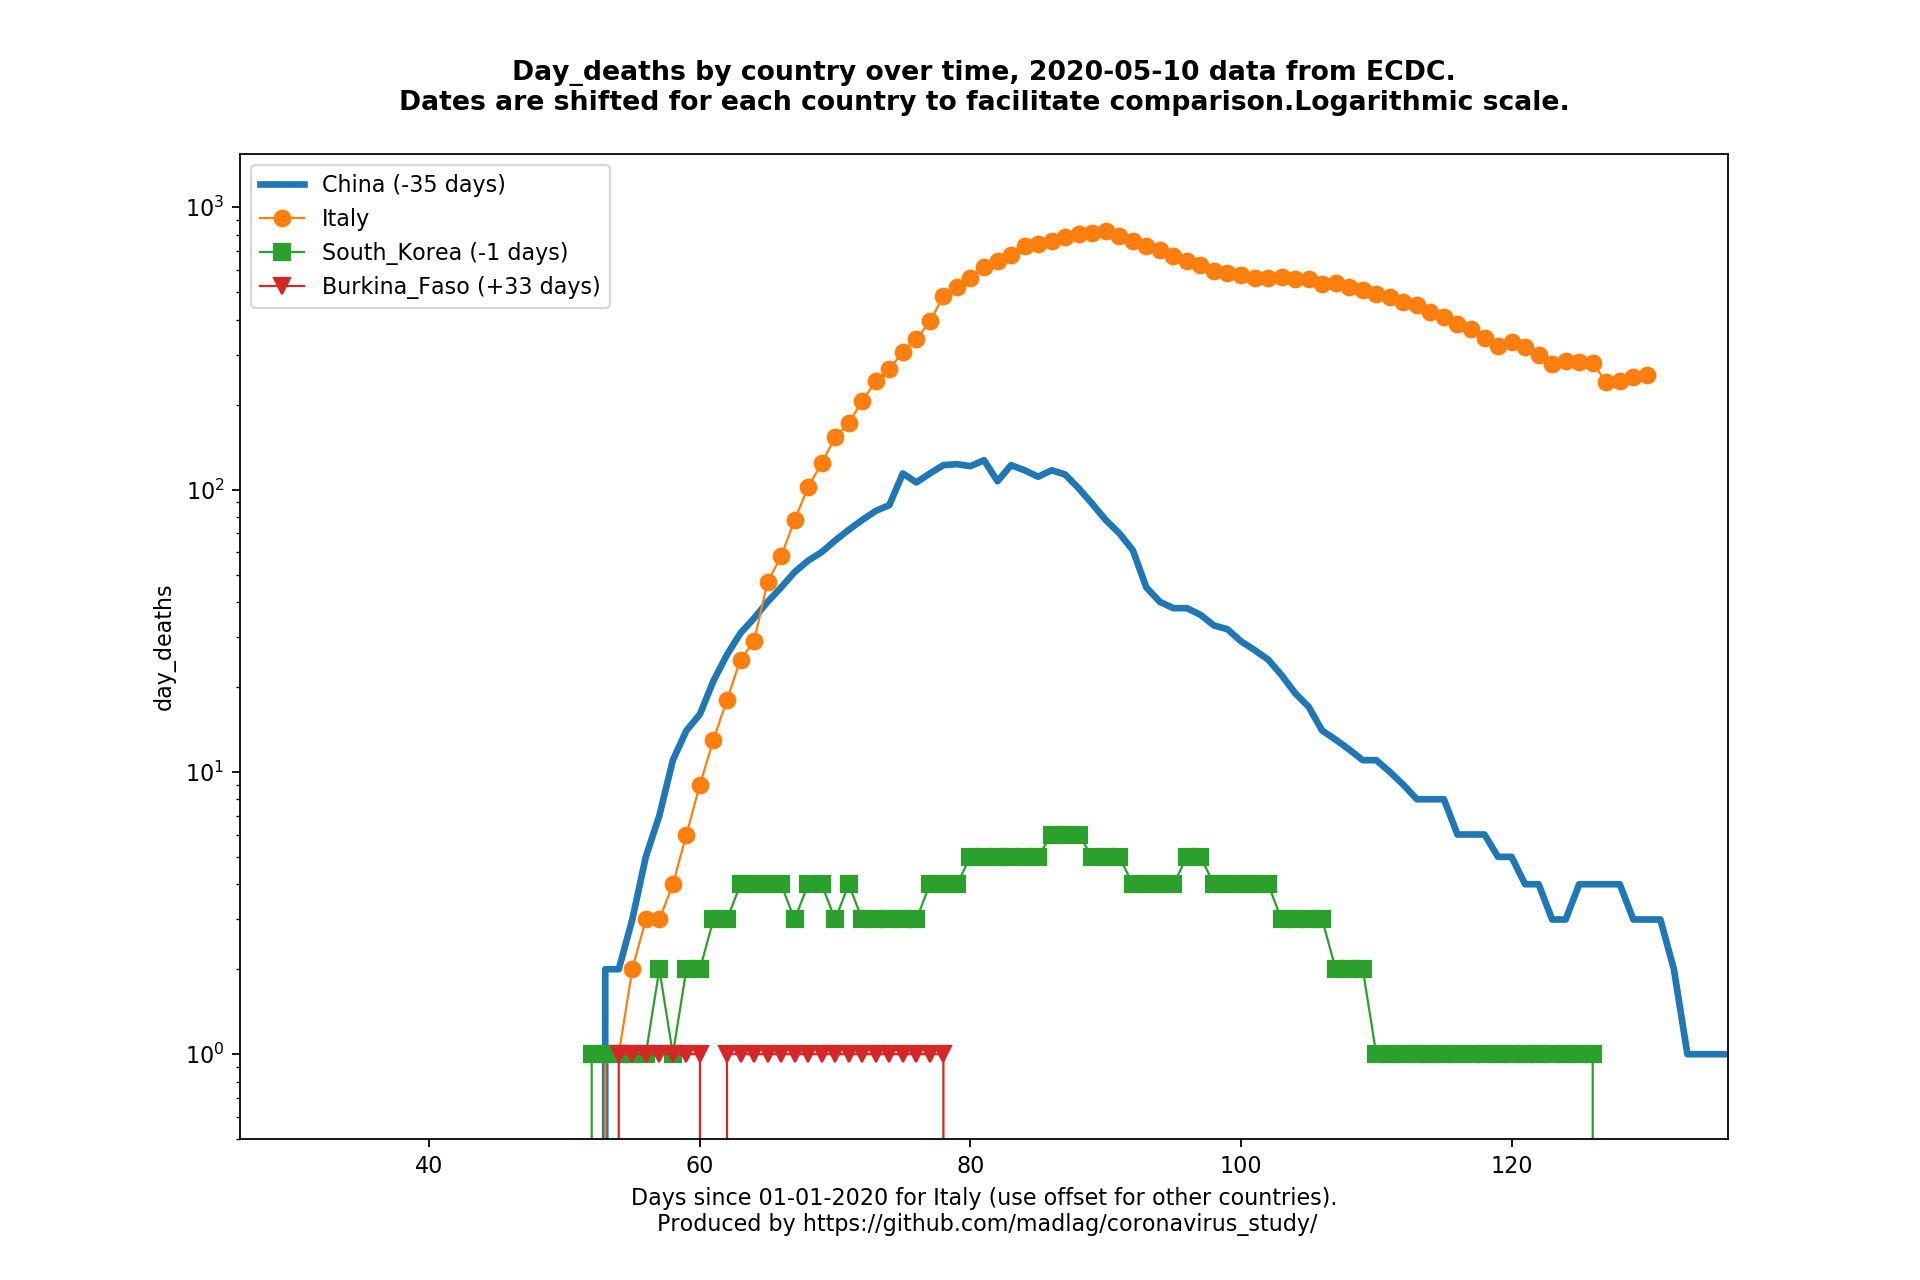 Day_deaths by country over time, 2020-05-10 data from ECDC.
Dates are shifted for each country to facilitate comparison.Logarithmic scale.
China (-35 days)
Italy
South_Korea (-1 days)
Burkina_Faso (+33 days)
10³
10²
10¹
10⁰
day_deaths
40 60 80 100 120
Days since 01-01-2020 for Italy (use offset for other countries).
Produced by https://github.com/madlag/coronavirus_study/